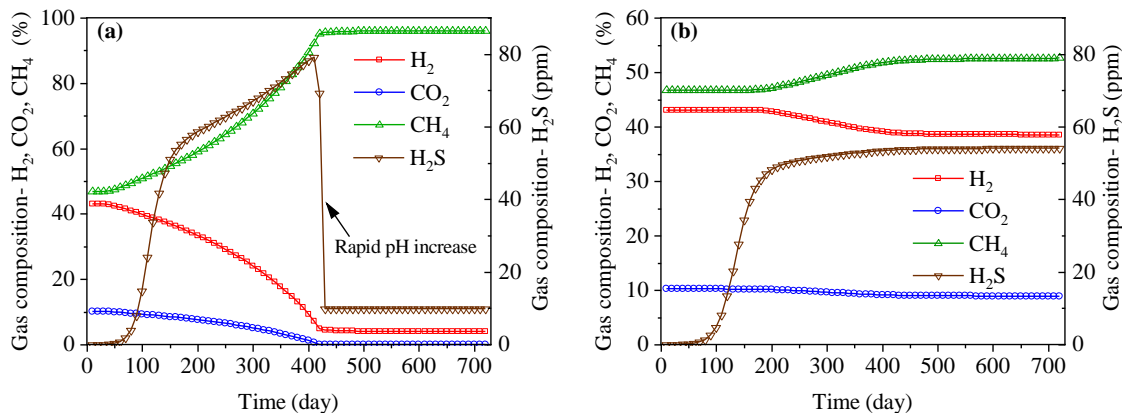 (a)
Gas composition- H2, CO2, CH4 (%)
100
80
60
40
20
0
H2
CO2
CH4
H2S
Rapid pH increase
80
60
40
20
0
Gas composition- H2S (ppm)
0 100 200 300 400 500 600 700
Time (day)
(b)
Gas composition- H2, CO2, CH4 (%)
60
50
40
30
20
10
0
H2
CO2
CH4
H2S
80
60
40
20
0
Gas composition- H2S (ppm)
0 100 200 300 400 500 600 700
Time (day)